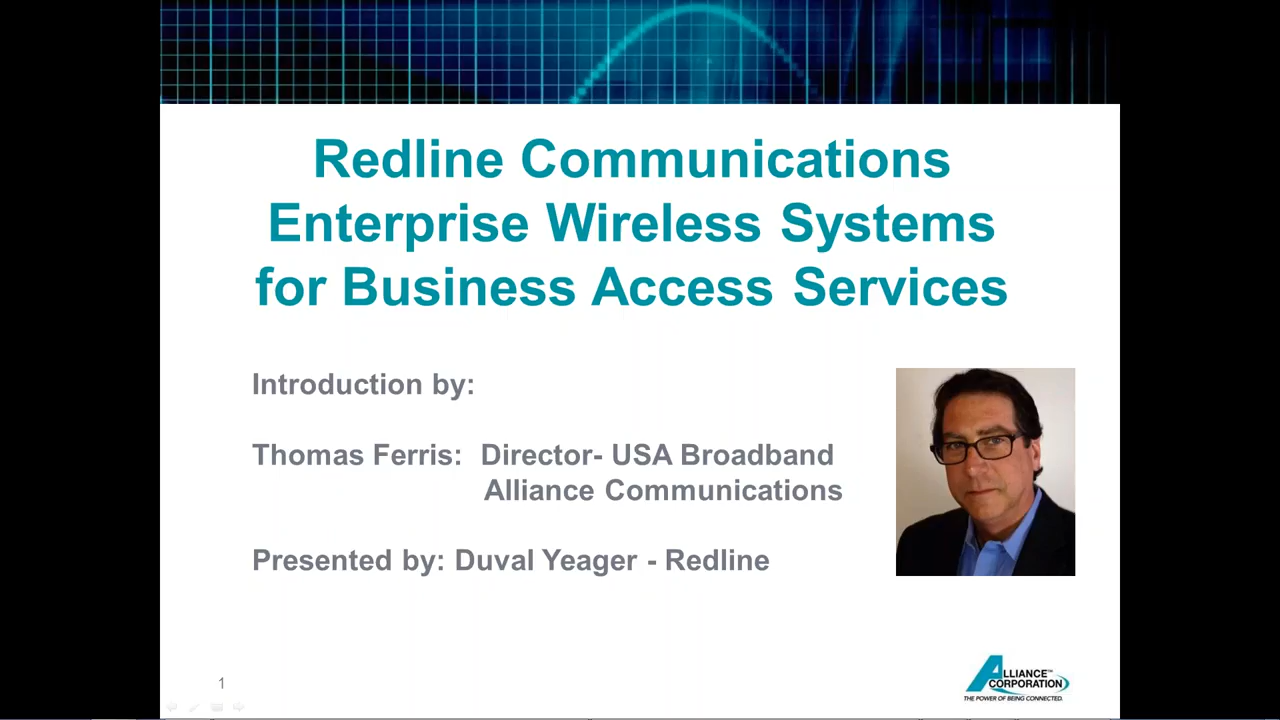 Redline Communications
Enterprise Wireless Systems
for Business Access Services
Introduction by:
Thomas Ferris: Director- USA Broadband
Alliance Communications
Presented by: Duval Yeager - Redline
1
ALLIANCE™
CORPORATION
THE POWER OF BEING CONNECTED.